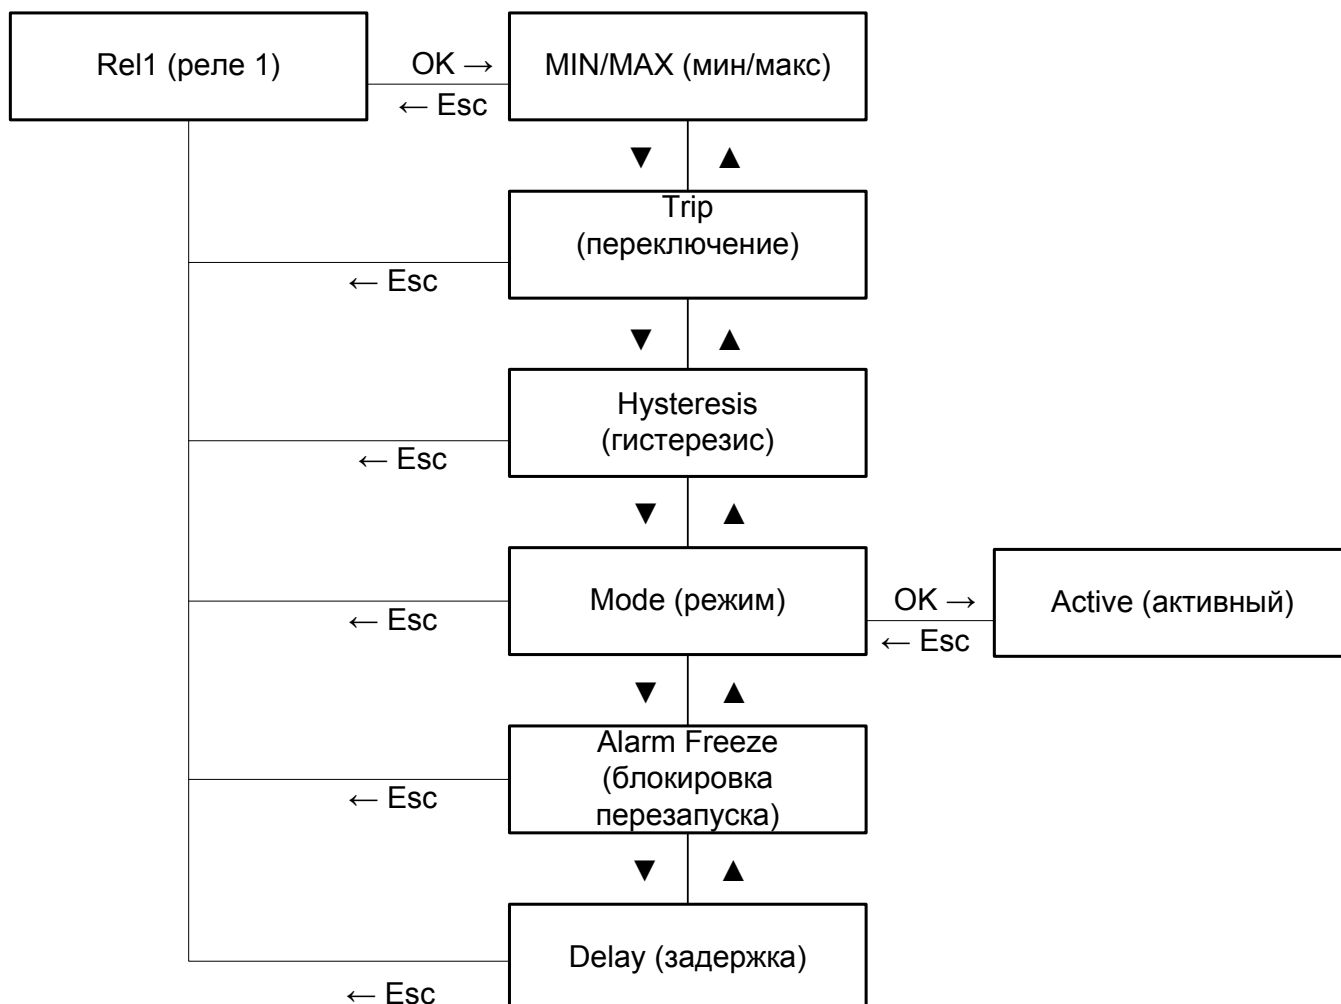 Rel1 (реле 1)
OK →
← Esc
MIN/MAX (мин/макс)
▼ ▲
Trip
(переключение)
← Esc
▼ ▲
Hysteresis
(гистерезис)
← Esc
▼ ▲
Mode (режим)
OK →
← Esc
Active (активный)
← Esc
▼ ▲
Alarm Freeze
(блокировка
перезапуска)
← Esc
▼ ▲
Delay (задержка)
← Esc